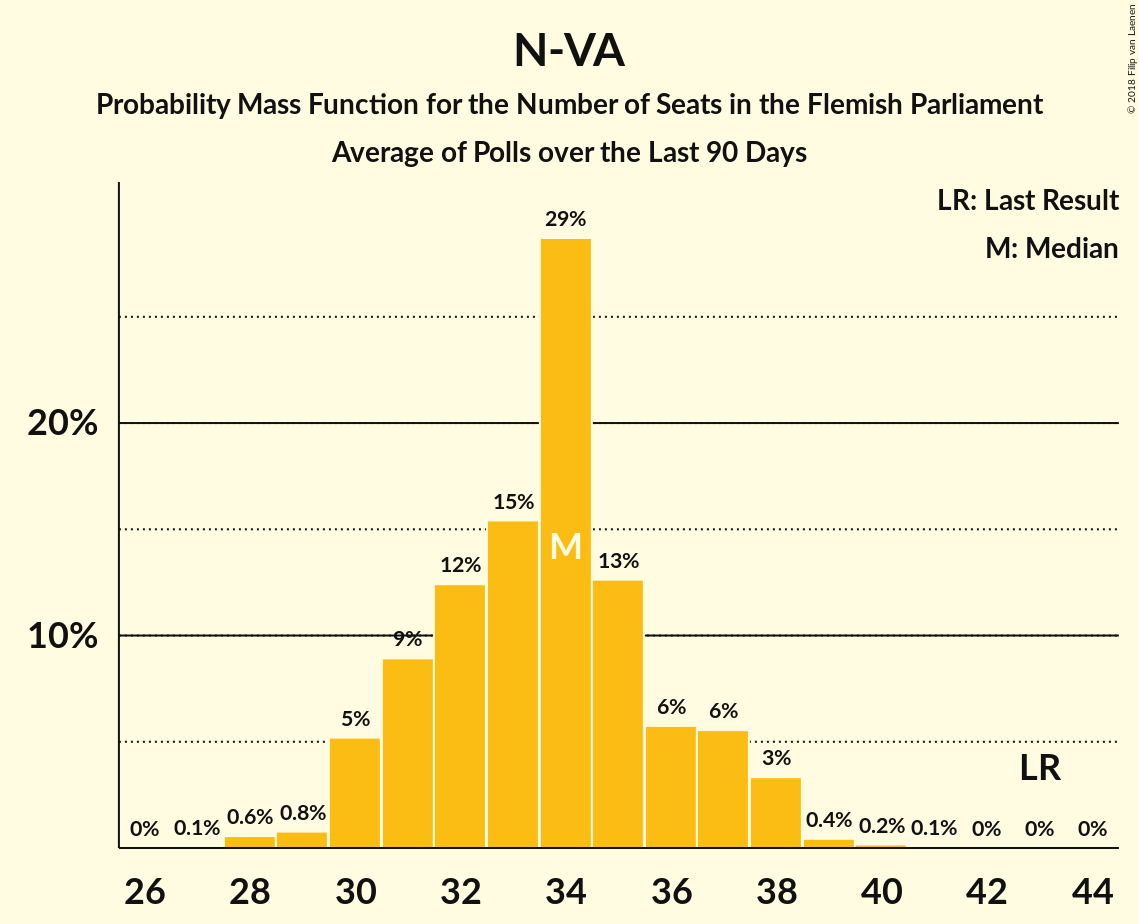 © 2018 Filip van Laenen
N-VA
Probability Mass Function for the Number of Seats in the Flemish Parliament
Average of Polls over the Last 90 Days
LR: Last Result
M: Median
20%
10%
0% 0.1% 0.6% 0.8% 5% 9% 12% 15% 29% 13% 6% 6% 3% 0.4% 0.2% 0.1% 0% 0% 0%
M
LR
26 28 30 32 34 36 38 40 42 44